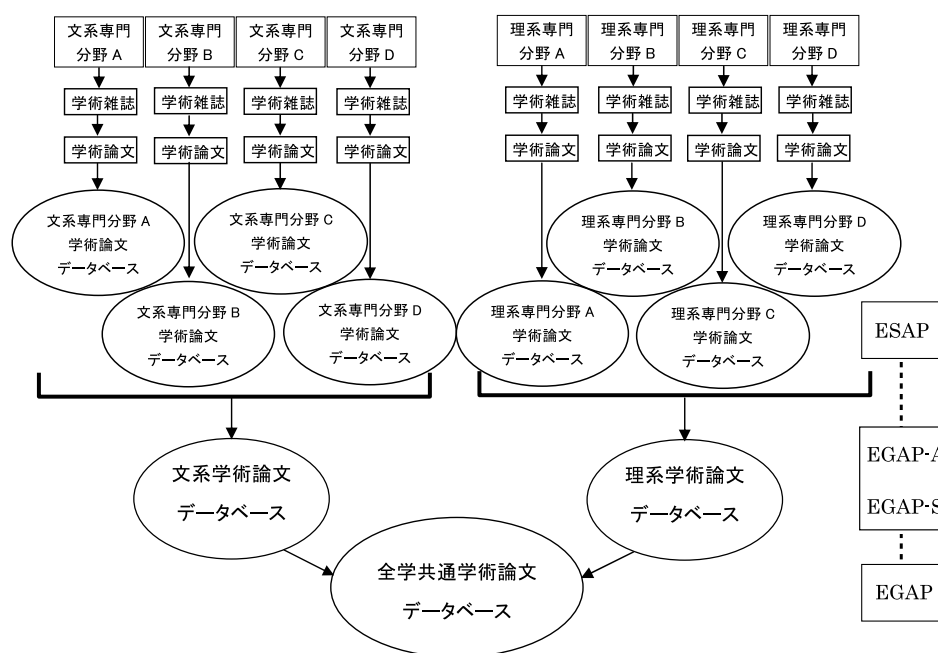 文系専門
分野 A
文系専門
分野 B
文系専門
分野 C
文系専門
分野 D
理系専門
分野 A
理系専門
分野 B
理系専門
分野 C
理系専門
分野 D
学術雑誌
学術雑誌
学術雑誌
学術雑誌
学術雑誌
学術雑誌
学術雑誌
学術雑誌
学術論文
学術論文
学術論文
学術論文
学術論文
学術論文
学術論文
学術論文
文系専門分野 A
学術論文
データベース
文系専門分野 C
学術論文
データベース
理系専門分野 B
学術論文
データベース
理系専門分野 D
学術論文
データベース
文系専門分野 B
学術論文
データベース
文系専門分野 D
学術論文
データベース
理系専門分野 A
学術論文
データベース
理系専門分野 C
学術論文
データベース
ESAP
文系学術論文
データベース
理系学術論文
データベース
EGAP-A
EGAP-S
全学共通学術論文
データベース
EGAP